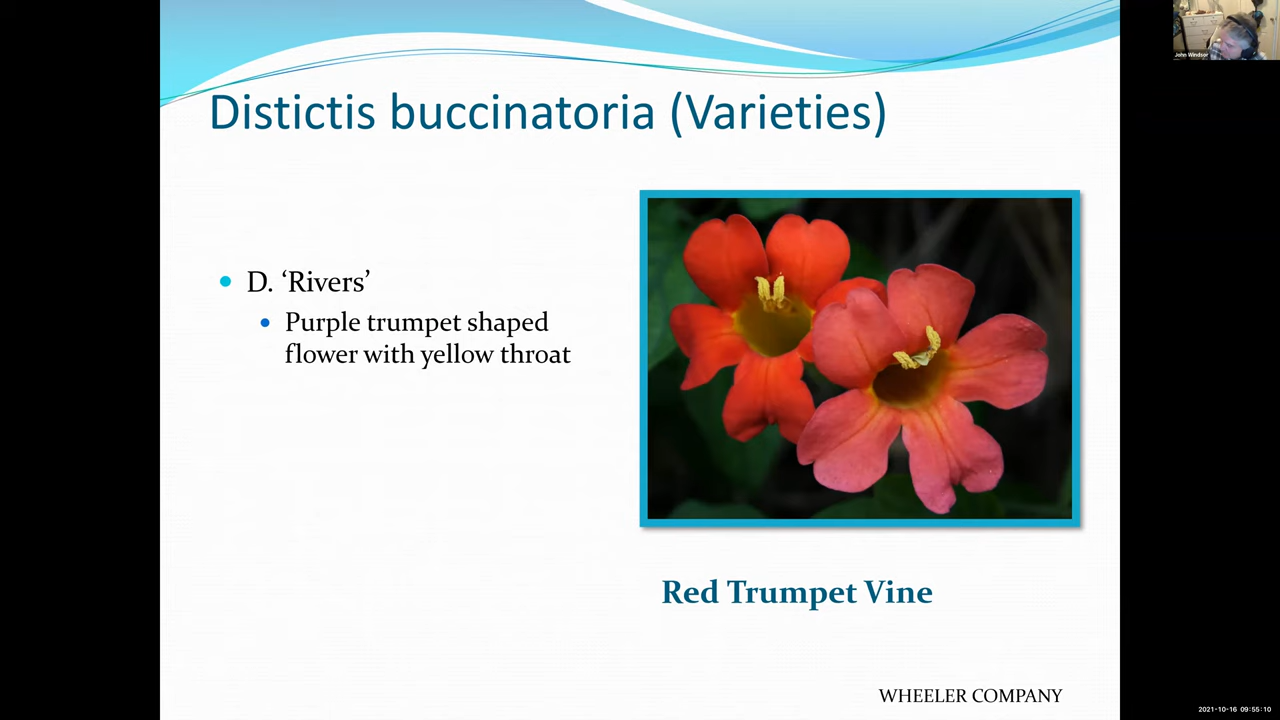 John Windsor
Distictis buccinatoria (Varieties)
D. ‘Rivers’
Purple trumpet shaped
flower with yellow throat
Red Trumpet Vine
WHEELER COMPANY
2021-10-16 09:55:10